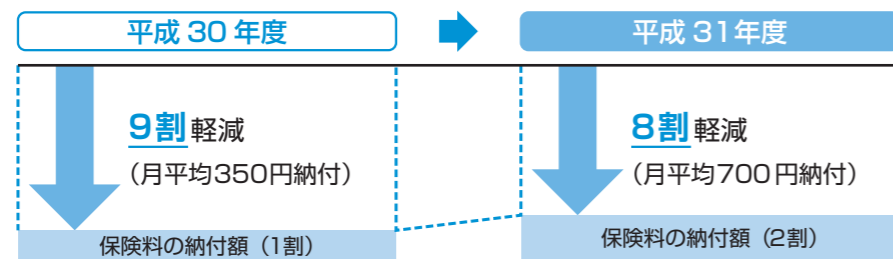 平成 30 年度
平成 31年度
9割軽減
(月平均350円納付)
保険料の納付額(1割)
8割軽減
(月平均700円納付)
保険料の納付額(2割)